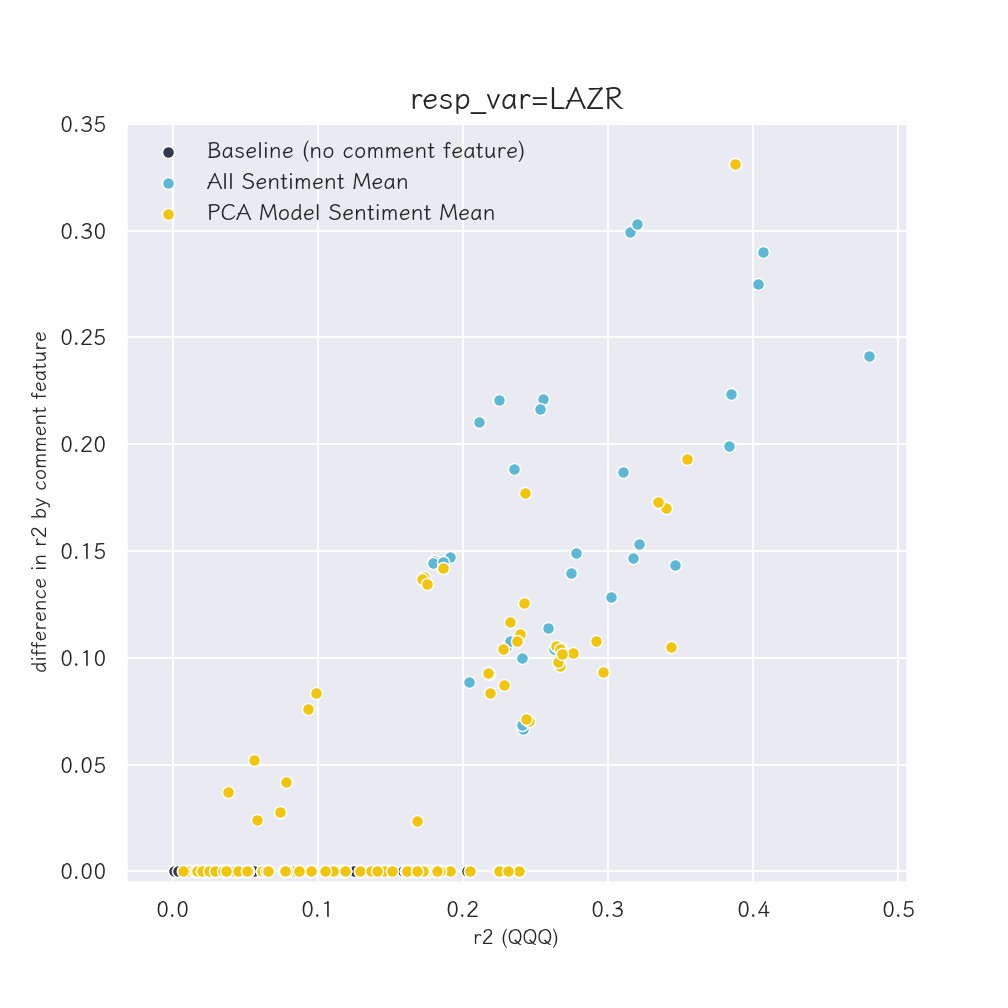 resp_var=LAZR
0.35
0.30
0.25
0.20
0.15
0.10
0.05
0.00
difference in r2 by comment feature
Baseline (no comment feature)
All Sentiment Mean
PCA Model Sentiment Mean
0.0 0.1 0.2 0.3 0.4 0.5
r2 (QQQ)